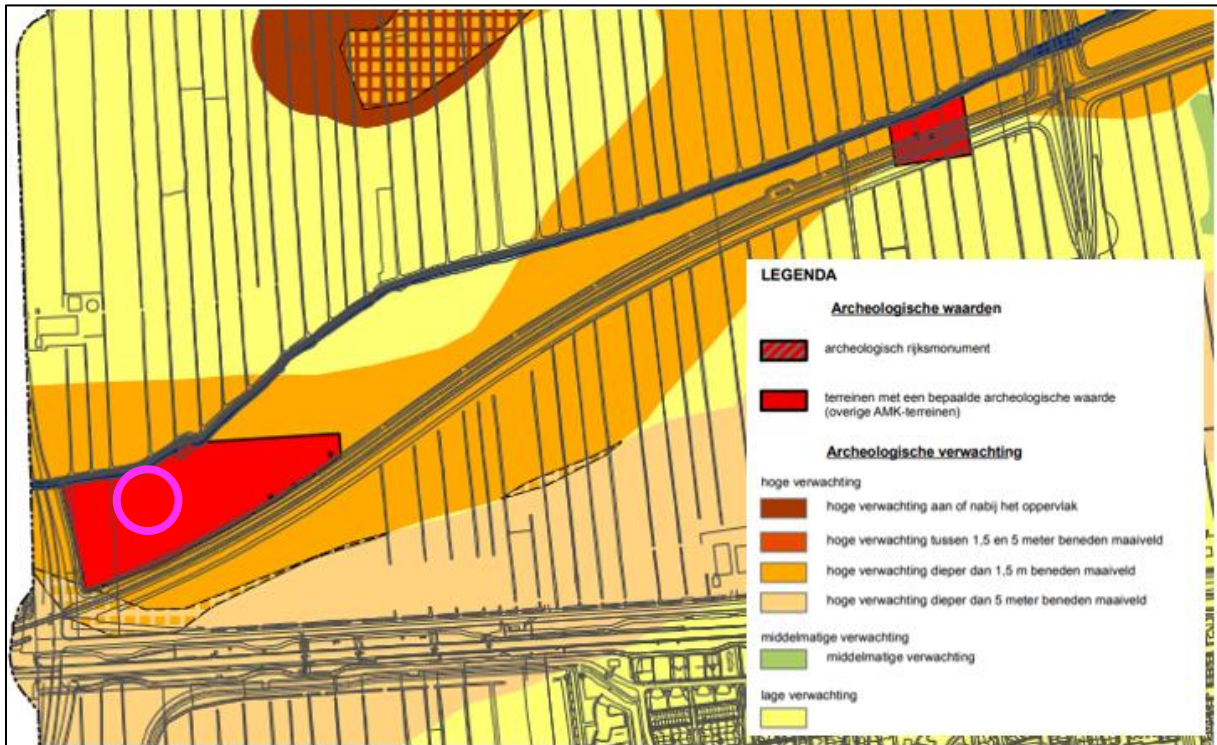 LEGENDA
Archeologische waarden
archeologisch rijksmonument
terreinen met een bepaalde archeologische waarde
(overige AMK-terreinen)
Archeologische verwachting
hoge verwachting
hoge verwachting aan of nabij het oppervlak
hoge verwachting tussen 1,5 en 5 meter beneden maaiveld
hoge verwachting dieper dan 1,5 m beneden maaiveld
hoge verwachting dieper dan 5 meter beneden maaiveld
middelmatige verwachting
middelmatige verwachting
lage verwachting